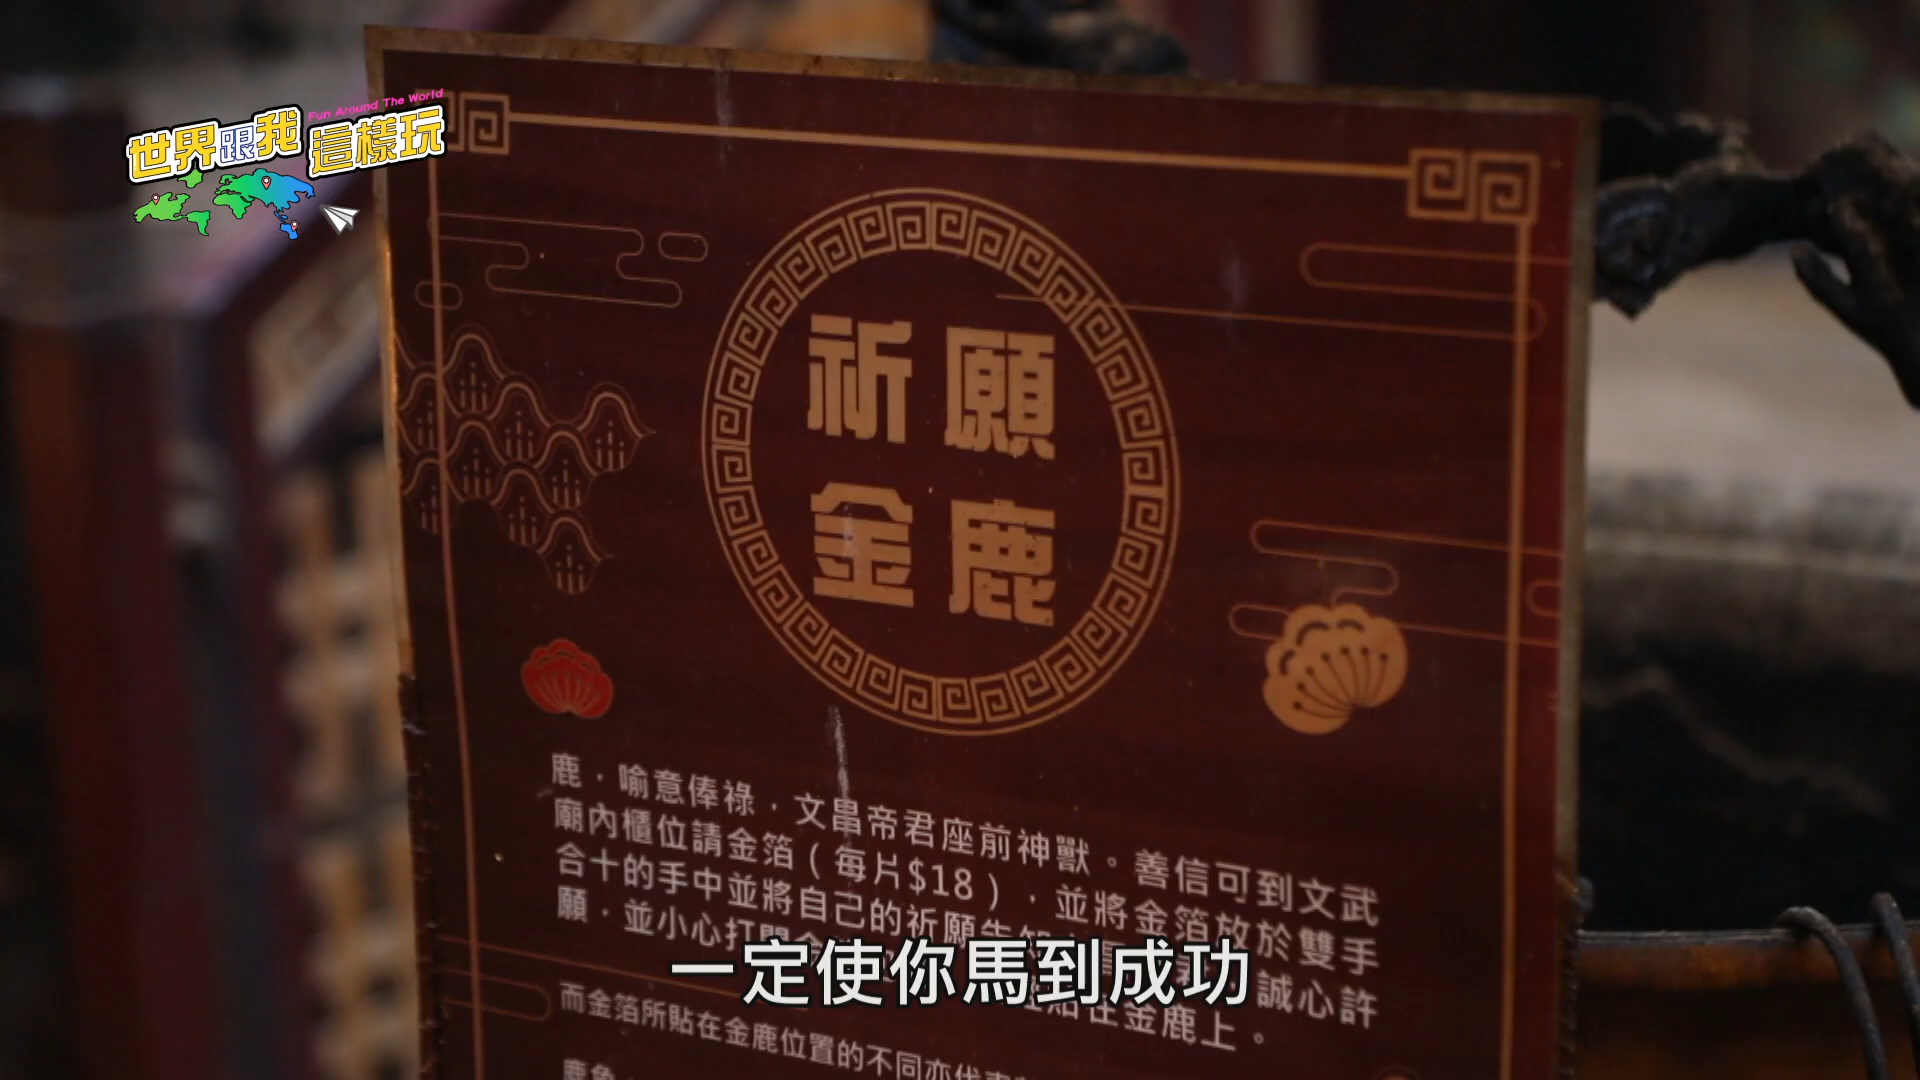 Fun Around The World
世界跟我這樣玩
祈願
金鹿
鹿，喻意俸祿，文昌帝君座前神獸。善信可到文武
廟內櫃位請金箔（每片$18），並將金箔放於雙手
合十的手中並將自己的祈願告知
誠心許
願，並小心打開
在金鹿上。
一定使你馬到成功
而金箔所貼在金鹿位置的不同亦代表
鹿角